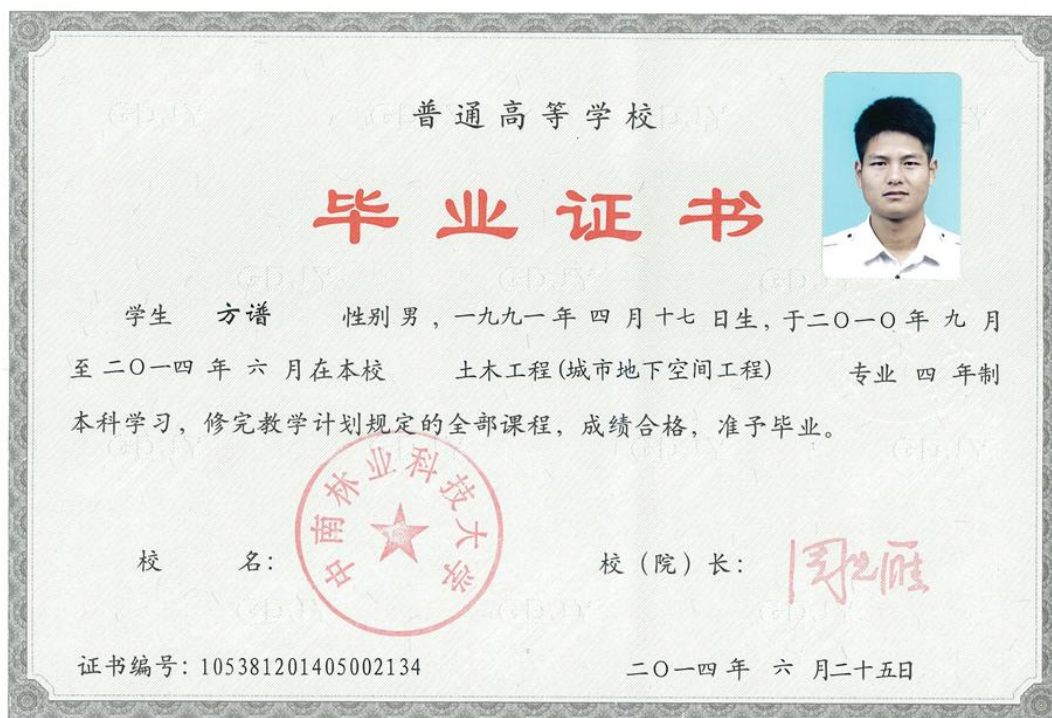 普通高等学校
毕业证书
学生 方谱 性别 男，一九九一年 四 月 十七 日生，于二〇一〇年 九 月
至 二〇一四 年 六 月在本校 土木工程(城市地下空间工程) 专业 四 年制
本科学习，修完教学计划规定的全部课程，成绩合格，准予毕业。
中南林业科技大学
校 名：
校（院）长：
证书编号：105381201405002134
二〇一四 年 六 月二十五日